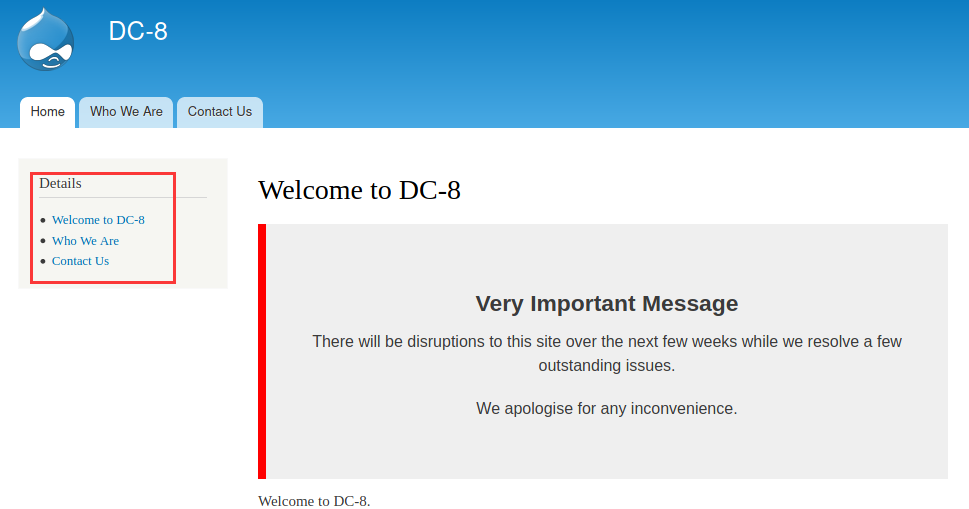 DC-8
Home
Who We Are
Contact Us
Details
Welcome to DC-8
Who We Are
Contact Us
Welcome to DC-8
Very Important Message
There will be disruptions to this site over the next few weeks while we resolve a few
outstanding issues.
We apologise for any inconvenience.
Welcome to DC-8.